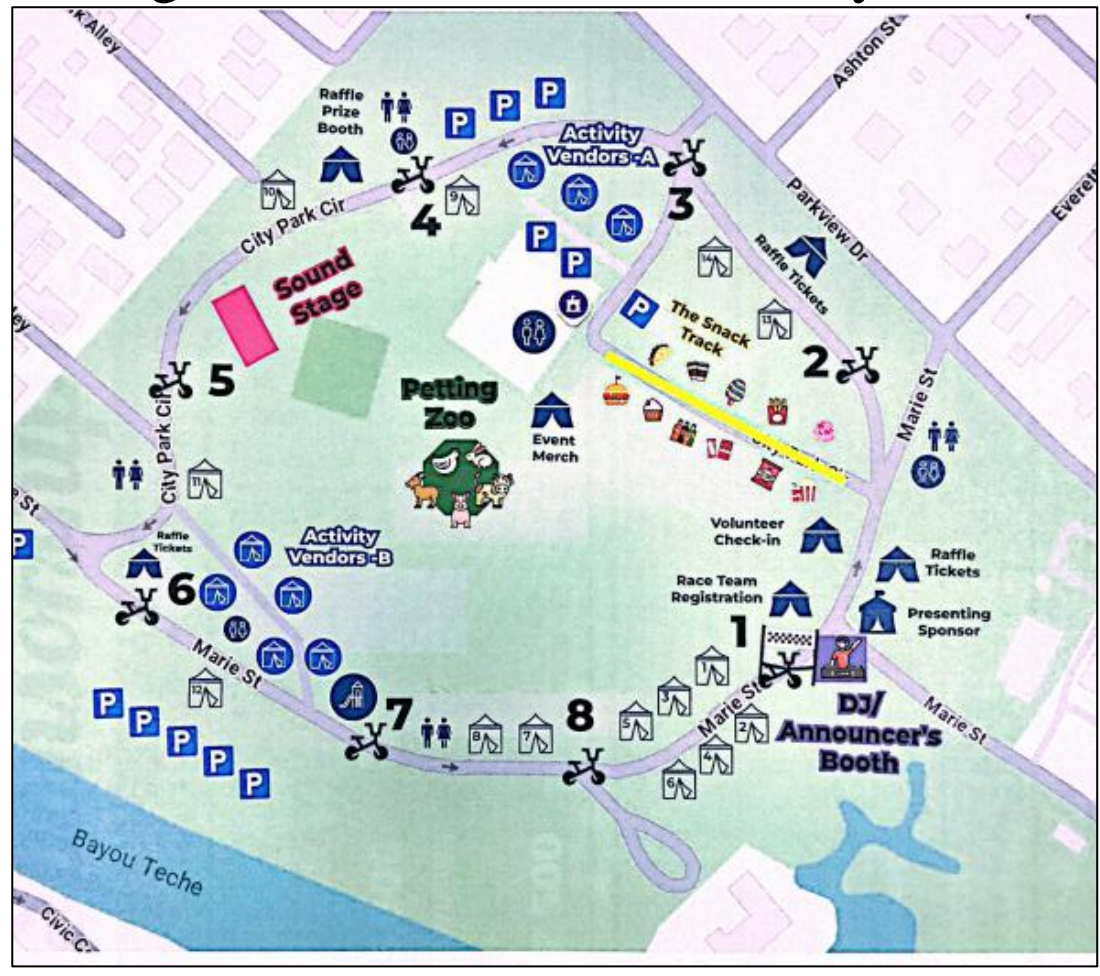 k Alley
Ashton St
Raffle
Prize
Booth
P
P
P
Activity
Vendors -A
3
10
9
4
City Park Cir
Parkview Dr
Everett
14
Raffle Tickets
P
P
Sound
Stage
P
The Snack
Track
13
2
5
Petting
Zoo
Event
Merch
Marie St
City Park Cir
11
Volunteer
Check-in
e St
P
Raffle
Tickets
Activity
Vendors -B
Raffle
Tickets
6
Race Team
Registration
Presenting
Sponsor
1
1
Marie St
12
7
8
3
5
8
7
Marie St
2
4
6
DJ/
Announcer's
Booth
Marie St
P
P
P
P
P
Bayou Teche